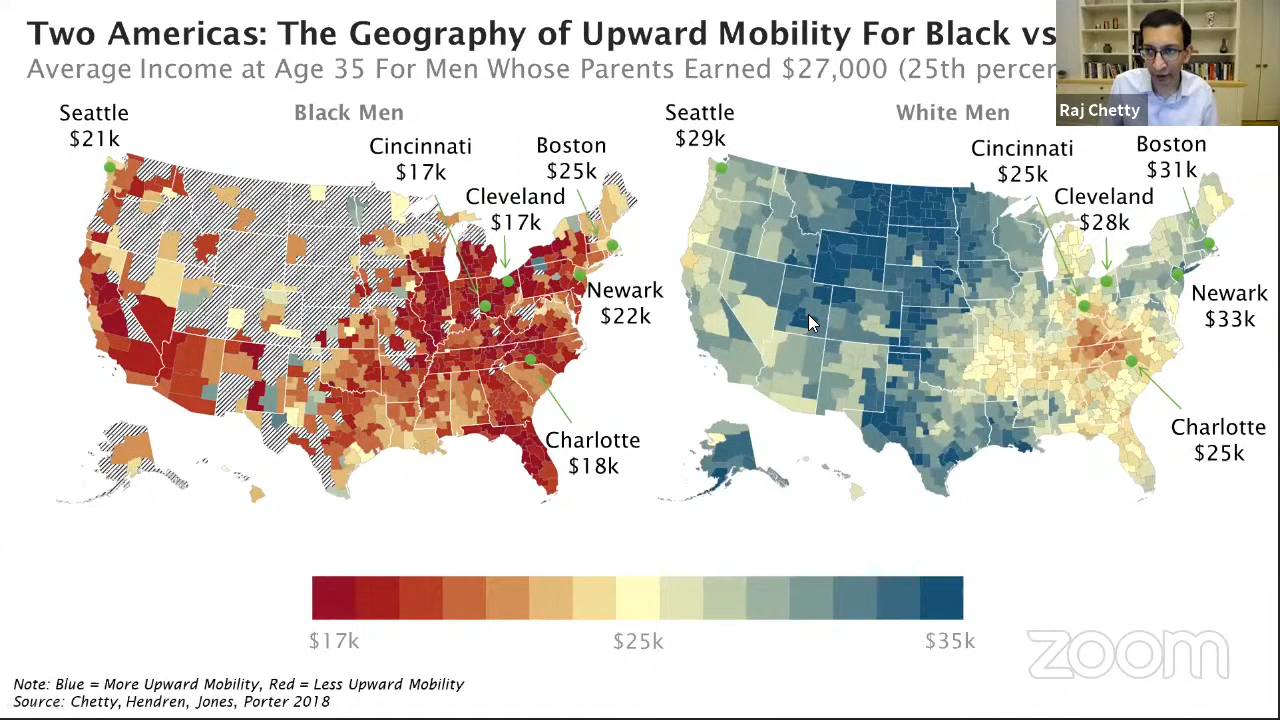 Two Americas: The Geography of Upward Mobility For Black vs
Average Income at Age 35 For Men Whose Parents Earned $27,000 (25th percen
Raj Chetty
Black Men
Seattle
$21k
Cincinnati
$17k
Boston
$25k
Cleveland
$17k
Newark
$22k
Charlotte
$18k
White Men
Seattle
$29k
Cincinnati
$25k
Boston
$31k
Cleveland
$28k
Newark
$33k
Charlotte
$25k
$17k
$25k
$35k
zoom
Note: Blue = More Upward Mobility, Red = Less Upward Mobility
Source: Chetty, Hendren, Jones, Porter 2018